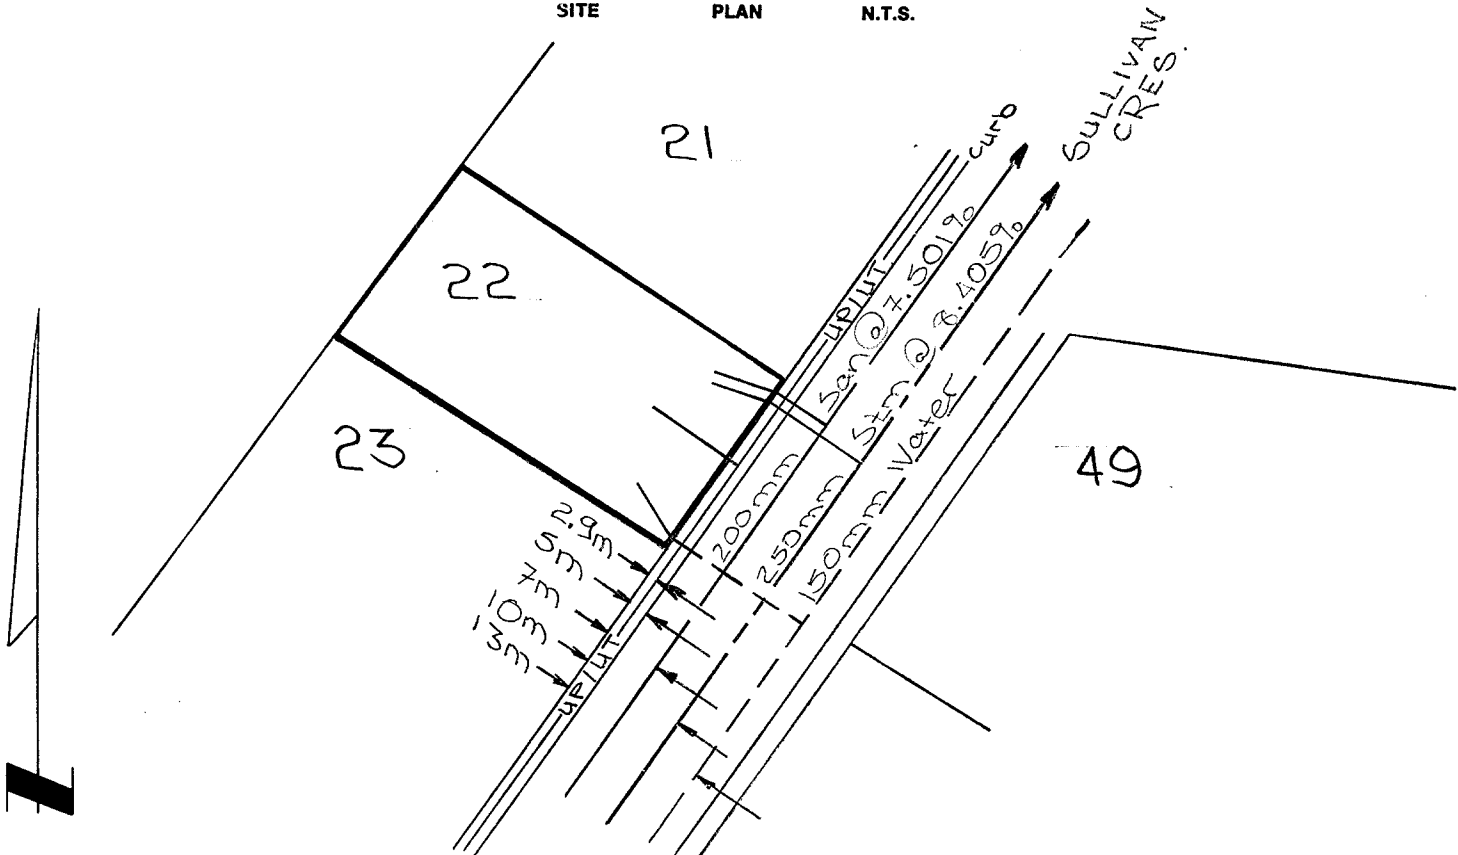 SITE PLAN N.T.S.
SULLIVAN
CRES.
21
curb
22
UP/UT
200mm San @ 7.501%
250mm Stm @ 8.405%
150mm Water
23
49
2.9m
5m
7m
10m
13m
UP/UT
N